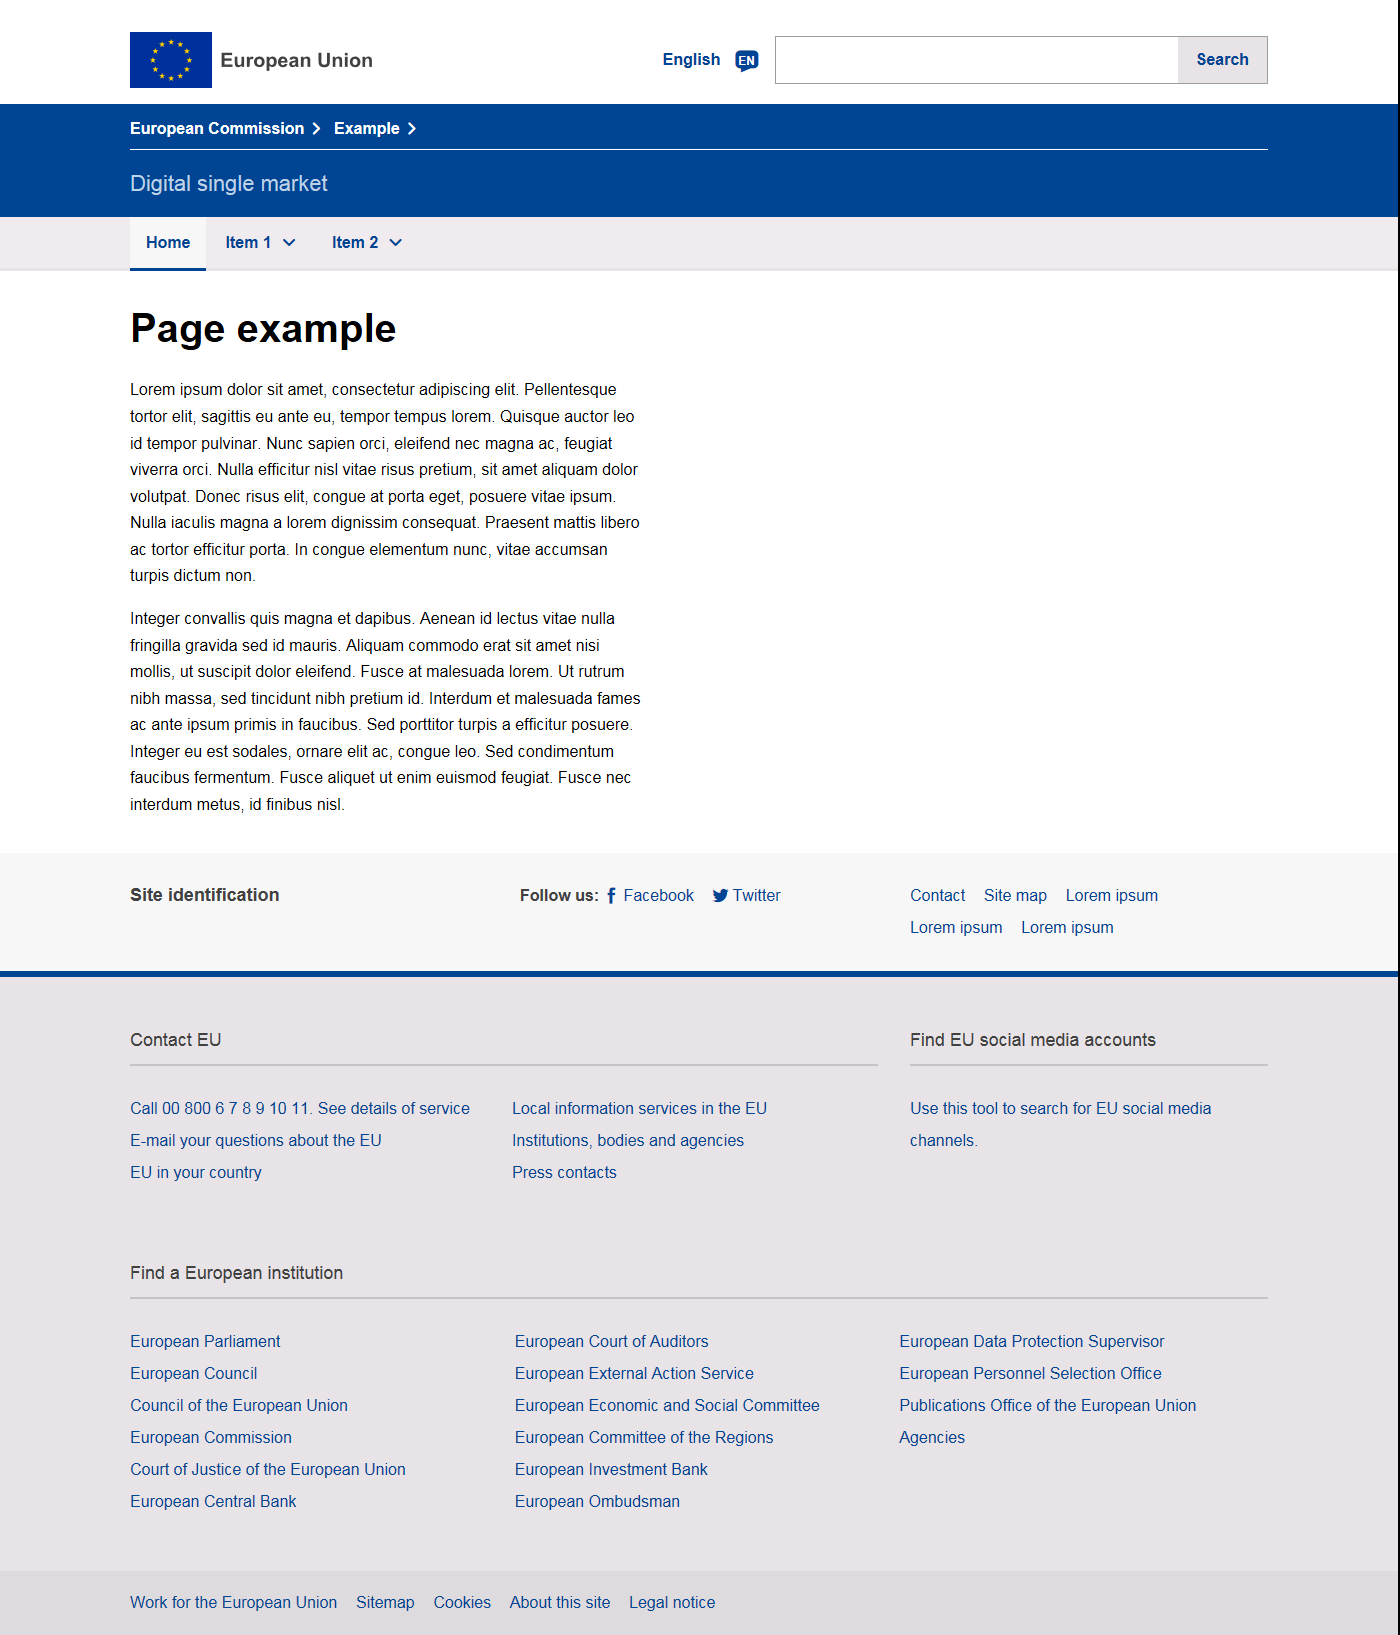 European Union
English EN Search
European Commission Example
Digital single market
Home Item 1 Item 2
Page example
Lorem ipsum dolor sit amet, consectetur adipiscing elit. Pellentesque
tortor elit, sagittis eu ante eu, tempor tempus lorem. Quisque auctor leo
id tempor pulvinar. Nunc sapien orci, eleifend nec magna ac, feugiat
viverra orci. Nulla efficitur nisl vitae risus pretium, sit amet aliquam dolor
volutpat. Donec risus elit, congue at porta eget, posuere vitae ipsum.
Nulla iaculis magna a lorem dignissim consequat. Praesent mattis libero
ac tortor efficitur porta. In congue elementum nunc, vitae accumsan
turpis dictum non.
Integer convallis quis magna et dapibus. Aenean id lectus vitae nulla
fringilla gravida sed id mauris. Aliquam commodo erat sit amet nisi
mollis, ut suscipit dolor eleifend. Fusce at malesuada lorem. Ut rutrum
nibh massa, sed tincidunt nibh pretium id. Interdum et malesuada fames
ac ante ipsum primis in faucibus. Sed porttitor turpis a efficitur posuere.
Integer eu est sodales, ornare elit ac, congue leo. Sed condimentum
faucibus fermentum. Fusce aliquet ut enim euismod feugiat. Fusce nec
interdum metus, id finibus nisl.
Site identification
Follow us: Facebook Twitter
Contact Site map Lorem ipsum
Lorem ipsum Lorem ipsum
Contact EU
Call 00 800 6 7 8 9 10 11. See details of service
E-mail your questions about the EU
EU in your country
Local information services in the EU
Institutions, bodies and agencies
Press contacts
Find EU social media accounts
Use this tool to search for EU social media
channels.
Find a European institution
European Parliament
European Council
Council of the European Union
European Commission
Court of Justice of the European Union
European Central Bank
European Court of Auditors
European External Action Service
European Economic and Social Committee
European Committee of the Regions
European Investment Bank
European Ombudsman
European Data Protection Supervisor
European Personnel Selection Office
Publications Office of the European Union
Agencies
Work for the European Union Sitemap Cookies About this site Legal notice